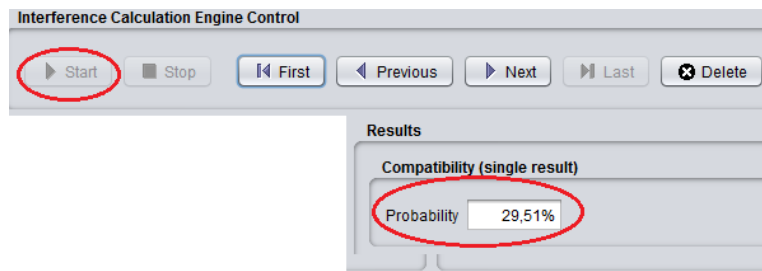 Interference Calculation Engine Control
Start Stop First Previous Next Last Delete
Results
Compatibility (single result)
Probability 29,51%